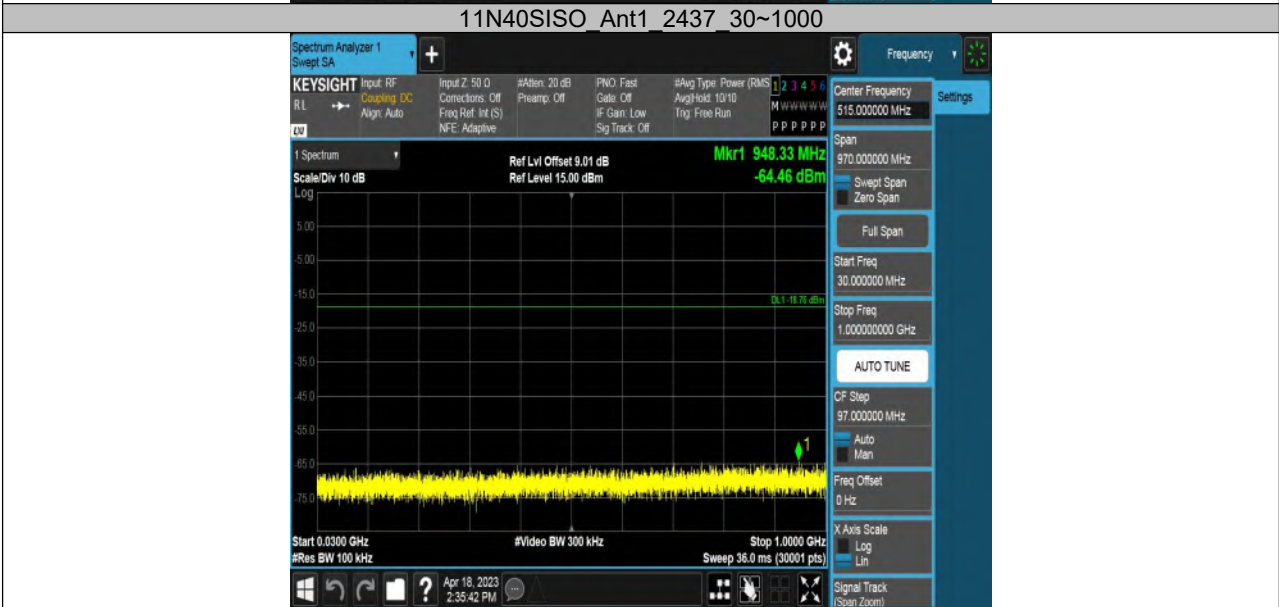 11N40SISO_Ant1_2437_30~1000
Spectrum Analyzer 1
Swept SA
+
Frequency
KEYSIGHT
Input: RF
Coupling: DC
Align: Auto
RL
Input Z: 50 Ω
Corrections: Off
Freq Ref: Int (S)
NFE: Adaptive
#Atten: 20 dB
Preamp: Off
PNO: Fast
Gate: Off
IF Gain: Low
Sig Track: Off
#Avg Type: Power (RMS
Avg|Hold: 10/10
Trig: Free Run
1 2 3 4 5 6
M W W W W W
P P P P P P
Center Frequency
515.000000 MHz
Settings
1 Spectrum
Scale/Div 10 dB
Log
Ref Lvl Offset 9.01 dB
Ref Level 15.00 dBm
Mkr1 948.33 MHz
-64.46 dBm
Span
970.000000 MHz
Swept Span
Zero Span
Full Span
Start Freq
30.000000 MHz
Stop Freq
1.000000000 GHz
AUTO TUNE
CF Step
97.000000 MHz
Auto
Man
Freq Offset
0 Hz
X Axis Scale
Log
Lin
Signal Track
(Span Zoom)
5.00
-5.00
-15.0
DL1 -18.76 dBm
-25.0
-35.0
-45.0
-55.0
1
-65.0
-75.0
Start 0.0300 GHz
#Res BW 100 kHz
#Video BW 300 kHz
Stop 1.0000 GHz
Sweep 36.0 ms (30001 pts)
?
Apr 18, 2023
2:35:42 PM